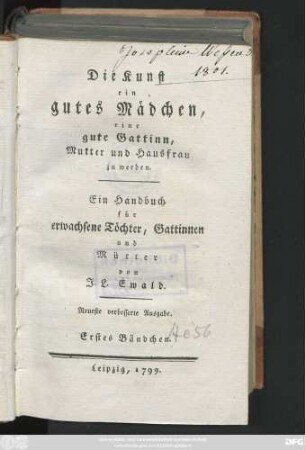 1801.
Die Kunst
ein
gutes Mädchen,
eine
gute Gattinn,
Mutter und Hausfrau
zu werden.
Ein Handbuch
für
erwachsene Töchter, Gattinnen
und
Mütter
von
J L Ewald.
Neueste verbesserte Ausgabe.
Erstes Bändchen.
Ae56
Leipzig, 1799.